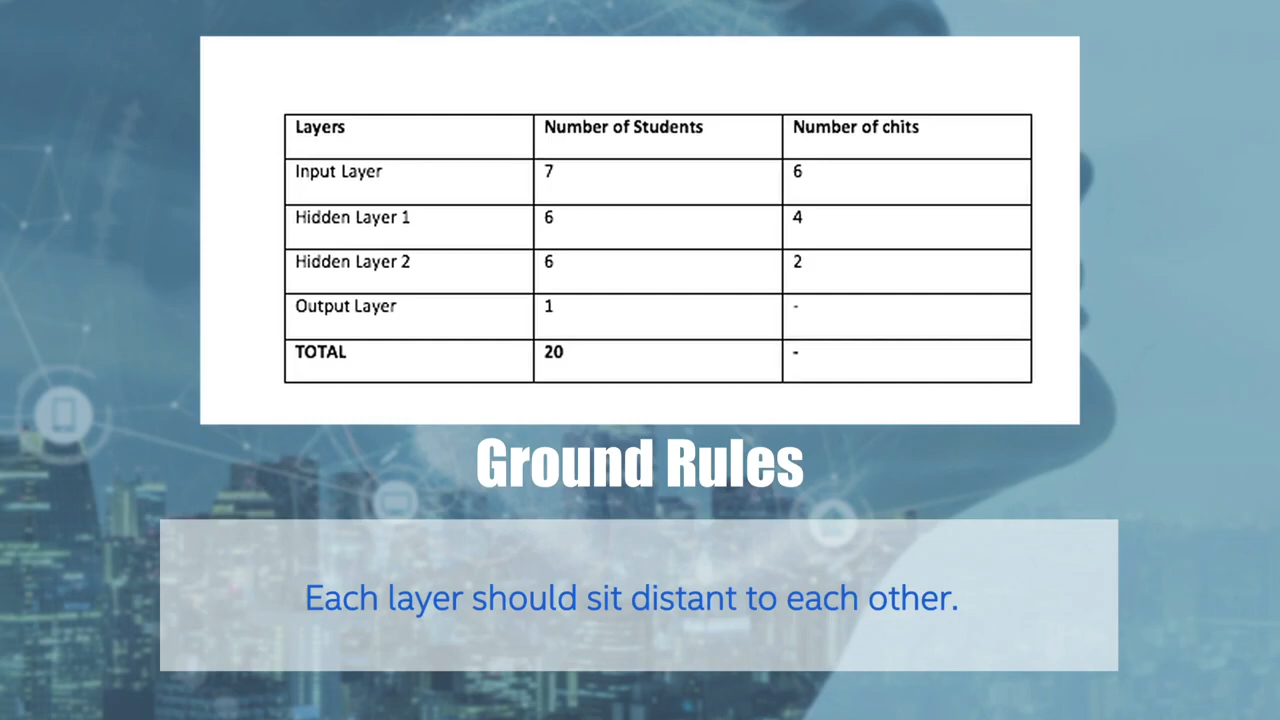 Layers Number of Students Number of chits
Input Layer 7 6
Hidden Layer 1 6 4
Hidden Layer 2 6 2
Output Layer 1 -
TOTAL 20 -
Ground Rules
Each layer should sit distant to each other.